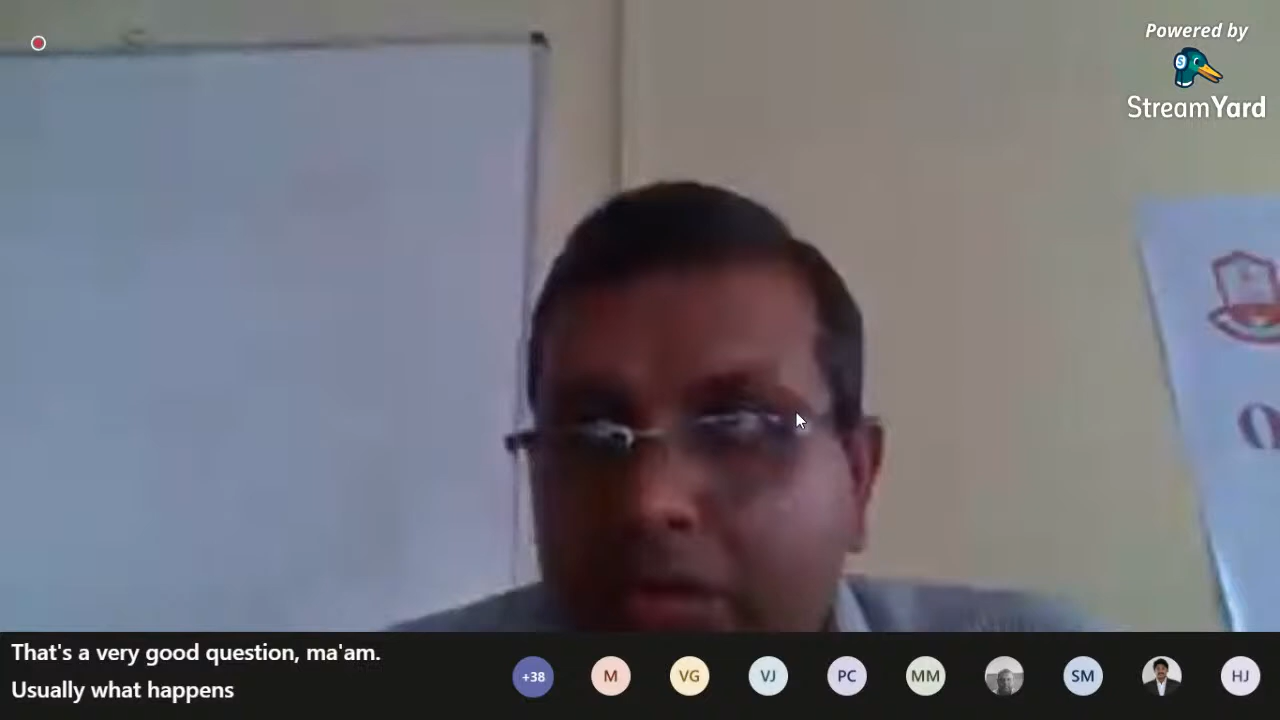 Powered by
StreamYard
That's a very good question, ma'am.
Usually what happens
+38
M
VG
VJ
PC
MM
SM
HJ